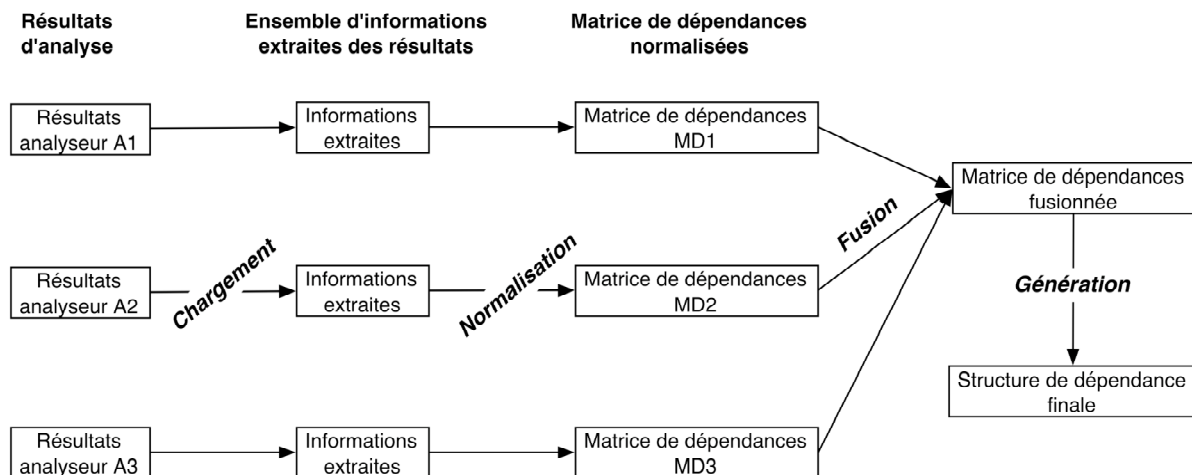 Résultats
d'analyse
Ensemble d'informations
extraites des résultats
Matrice de dépendances
normalisées
Résultats
analyseur A1
Informations
extraites
Matrice de dépendances
MD1
Matrice de dépendances
fusionnée
Résultats
analyseur A2
Chargement
Informations
extraites
Normalisation
Matrice de dépendances
MD2
Fusion
Génération
Structure de dépendance
finale
Résultats
analyseur A3
Informations
extraites
Matrice de dépendances
MD3